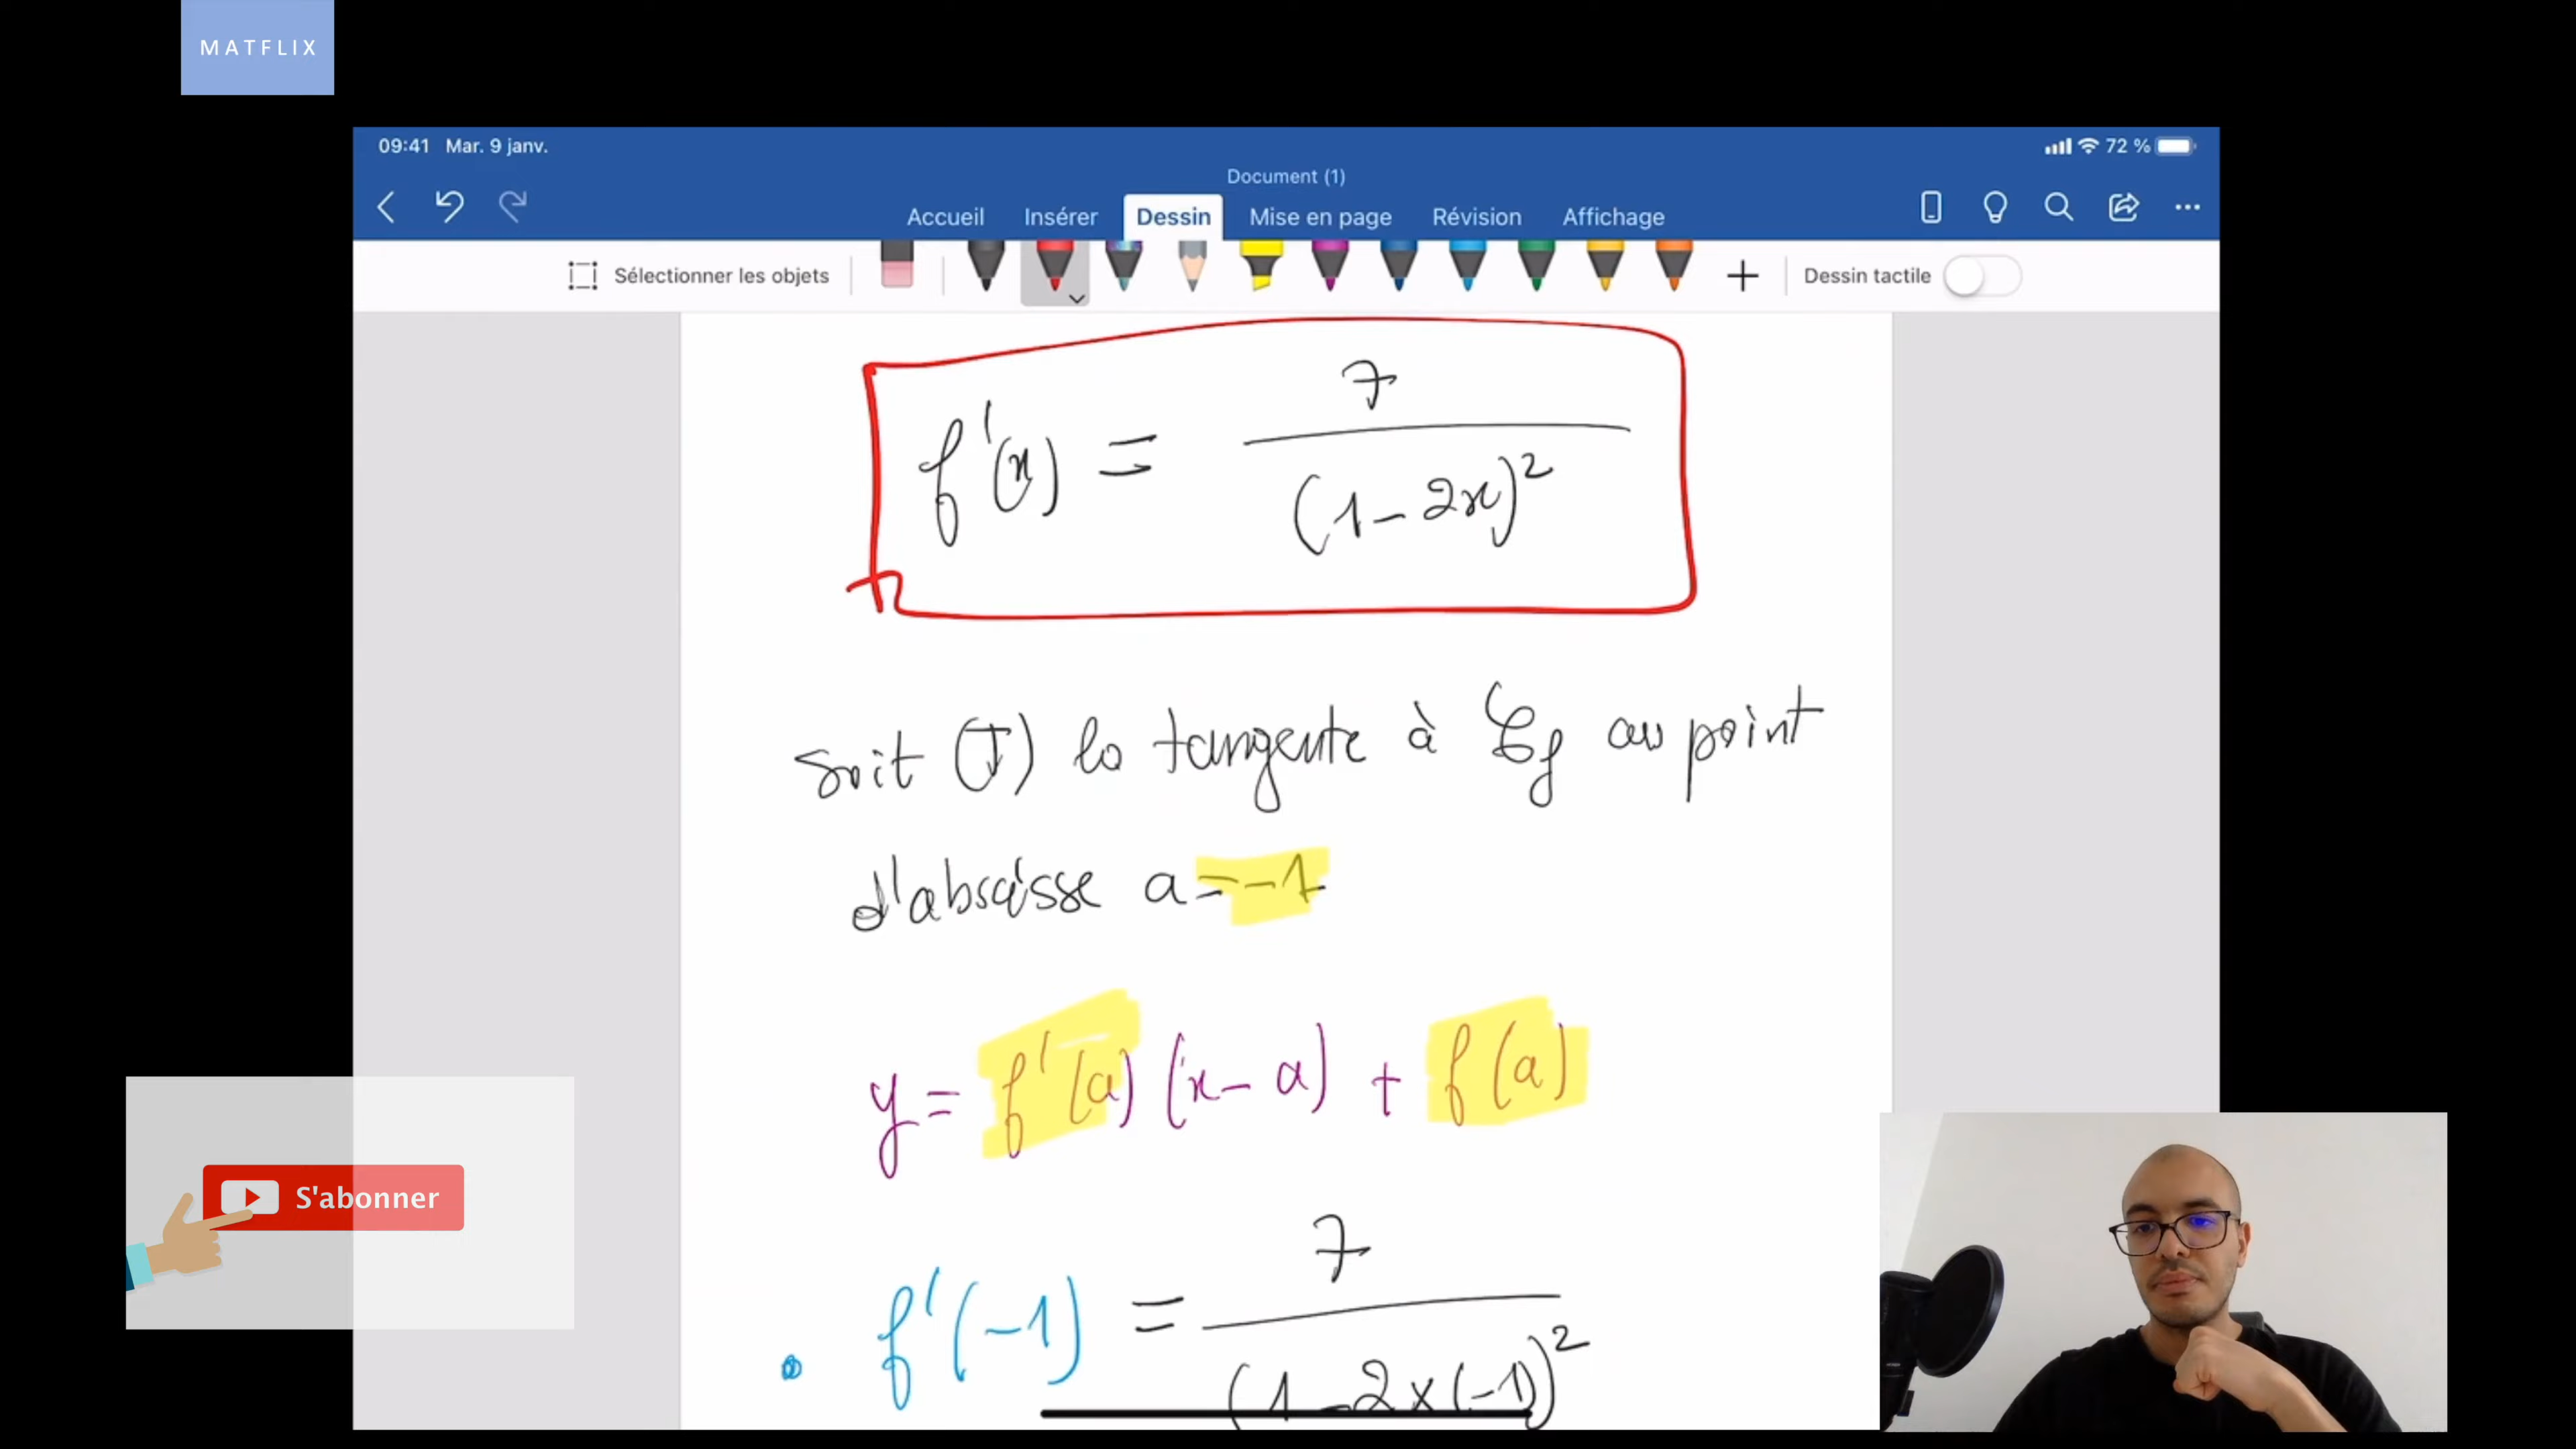 MATFLIX
09:41 Mar. 9 janv.
72 %
Document (1)
Accueil Insérer Dessin Mise en page Révision Affichage
Sélectionner les objets
Dessin tactile
f'(x) = 7 / (1 - 2x)²
soit (T) la tangente à 𝒞f au point
d'abscisse a = -1
y = f'(a) (x - a) + f(a)
• f'(-1) = 7 / (1 - 2 x (-1))²
S'abonner